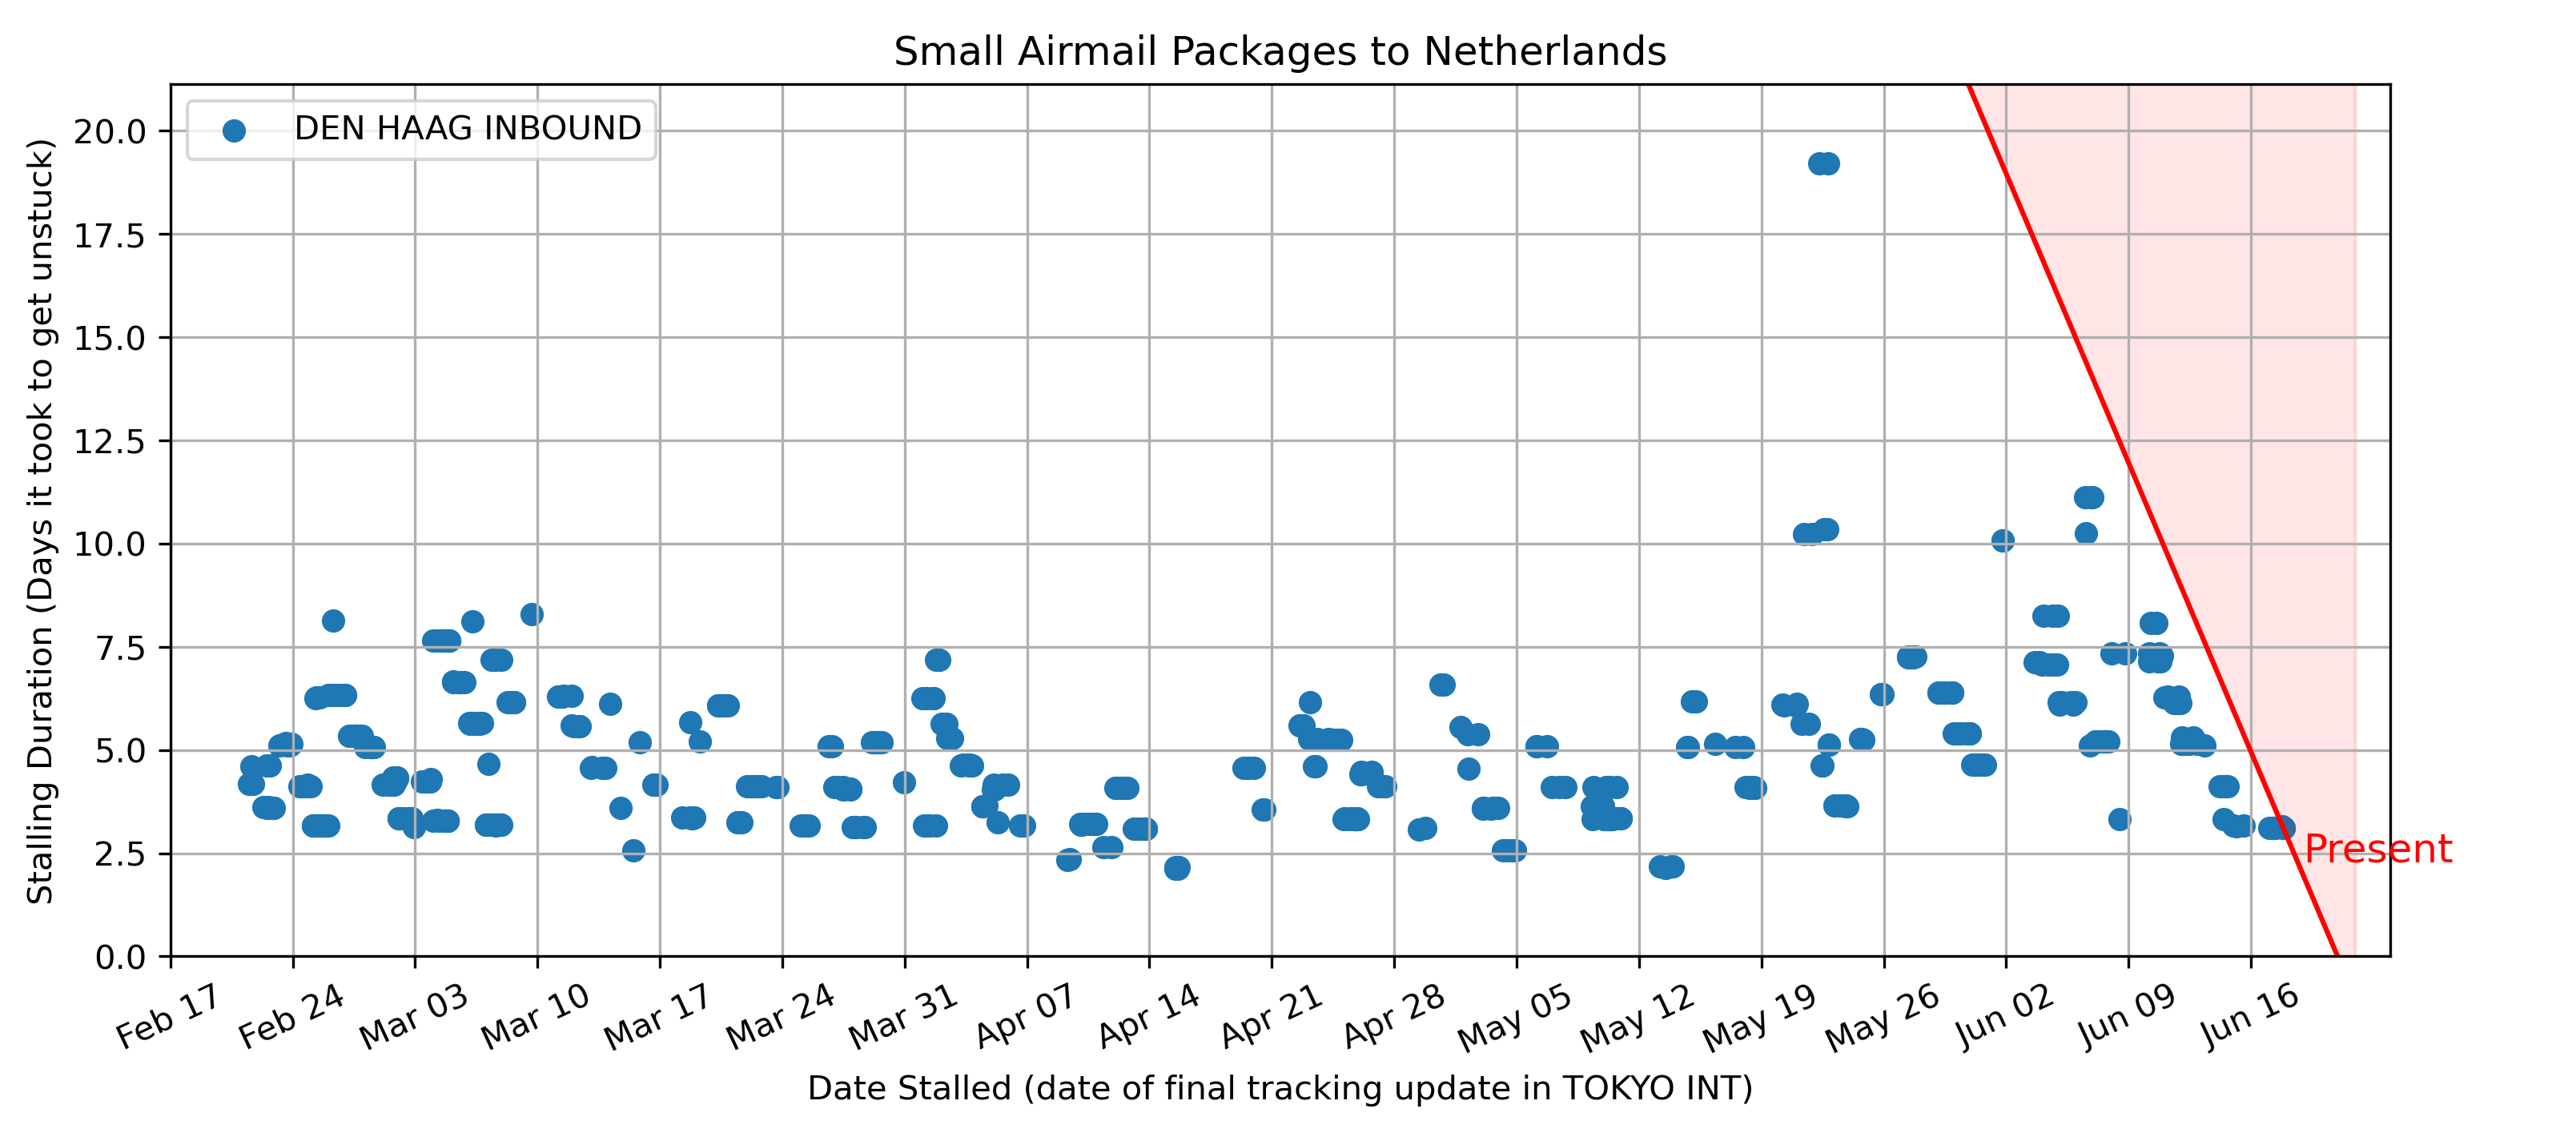 Small Airmail Packages to Netherlands
DEN HAAG INBOUND
Stalling Duration (Days it took to get unstuck)
20.0
17.5
15.0
12.5
10.0
7.5
5.0
2.5
0.0
Present
Feb 17
Feb 24
Mar 03
Mar 10
Mar 17
Mar 24
Mar 31
Apr 07
Apr 14
Apr 21
Apr 28
May 05
May 12
May 19
May 26
Jun 02
Jun 09
Jun 16
Date Stalled (date of final tracking update in TOKYO INT)